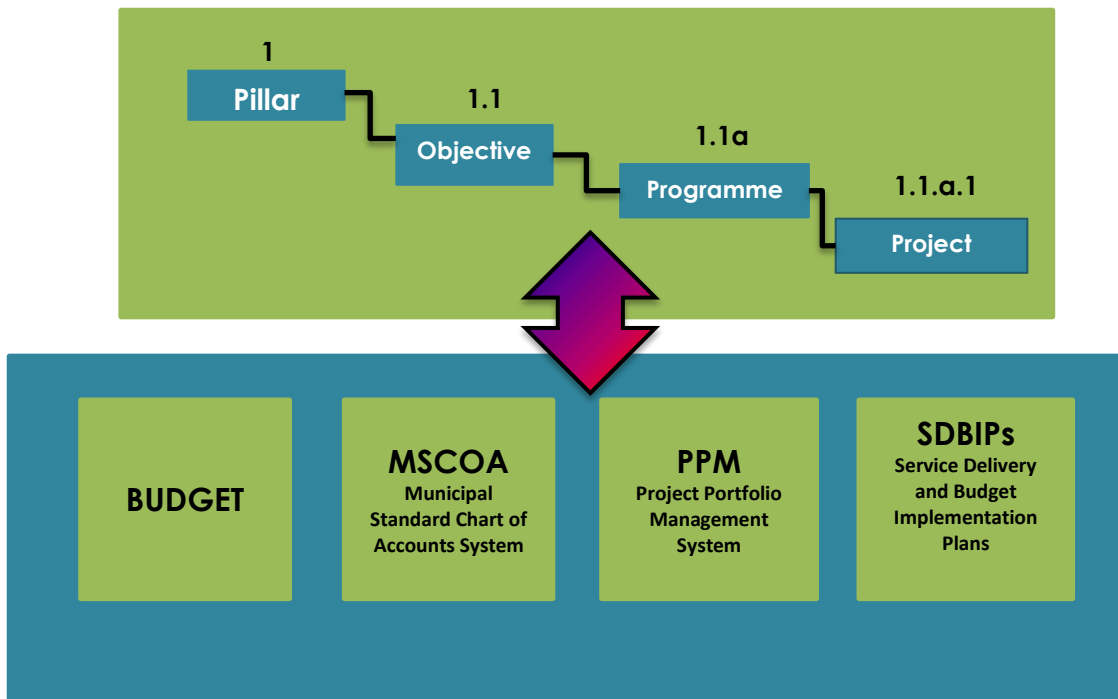 1
Pillar
1.1
Objective
1.1a
Programme
1.1.a.1
Project
BUDGET
MSCOA
Municipal
Standard Chart of
Accounts System
PPM
Project Portfolio
Management
System
SDBIPs
Service Delivery
and Budget
Implementation
Plans